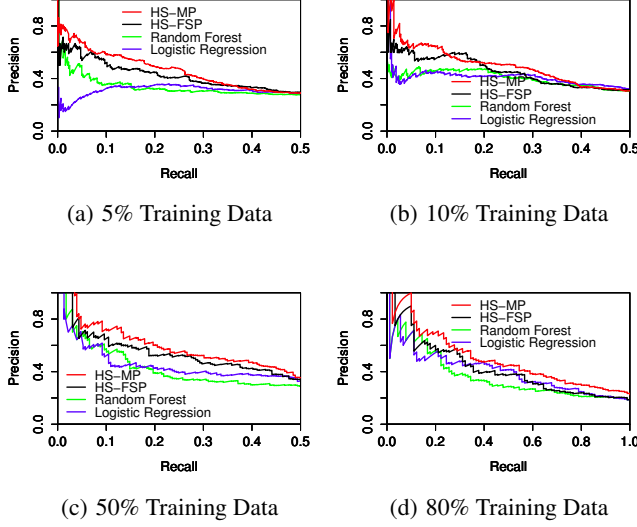 Precision
0.0 0.4 0.8
HS-MP
HS-FSP
Random Forest
Logistic Regression
0.0 0.1 0.2 0.3 0.4 0.5
Recall
(a) 5% Training Data
Precision
0.0 0.4 0.8
HS-MP
HS-FSP
Random Forest
Logistic Regression
0.0 0.1 0.2 0.3 0.4 0.5
Recall
(b) 10% Training Data
Precision
0.0 0.4 0.8
HS-MP
HS-FSP
Random Forest
Logistic Regression
0.0 0.1 0.2 0.3 0.4 0.5
Recall
(c) 50% Training Data
Precision
0.0 0.4 0.8
HS-MP
HS-FSP
Random Forest
Logistic Regression
0.0 0.2 0.4 0.6 0.8 1.0
Recall
(d) 80% Training Data